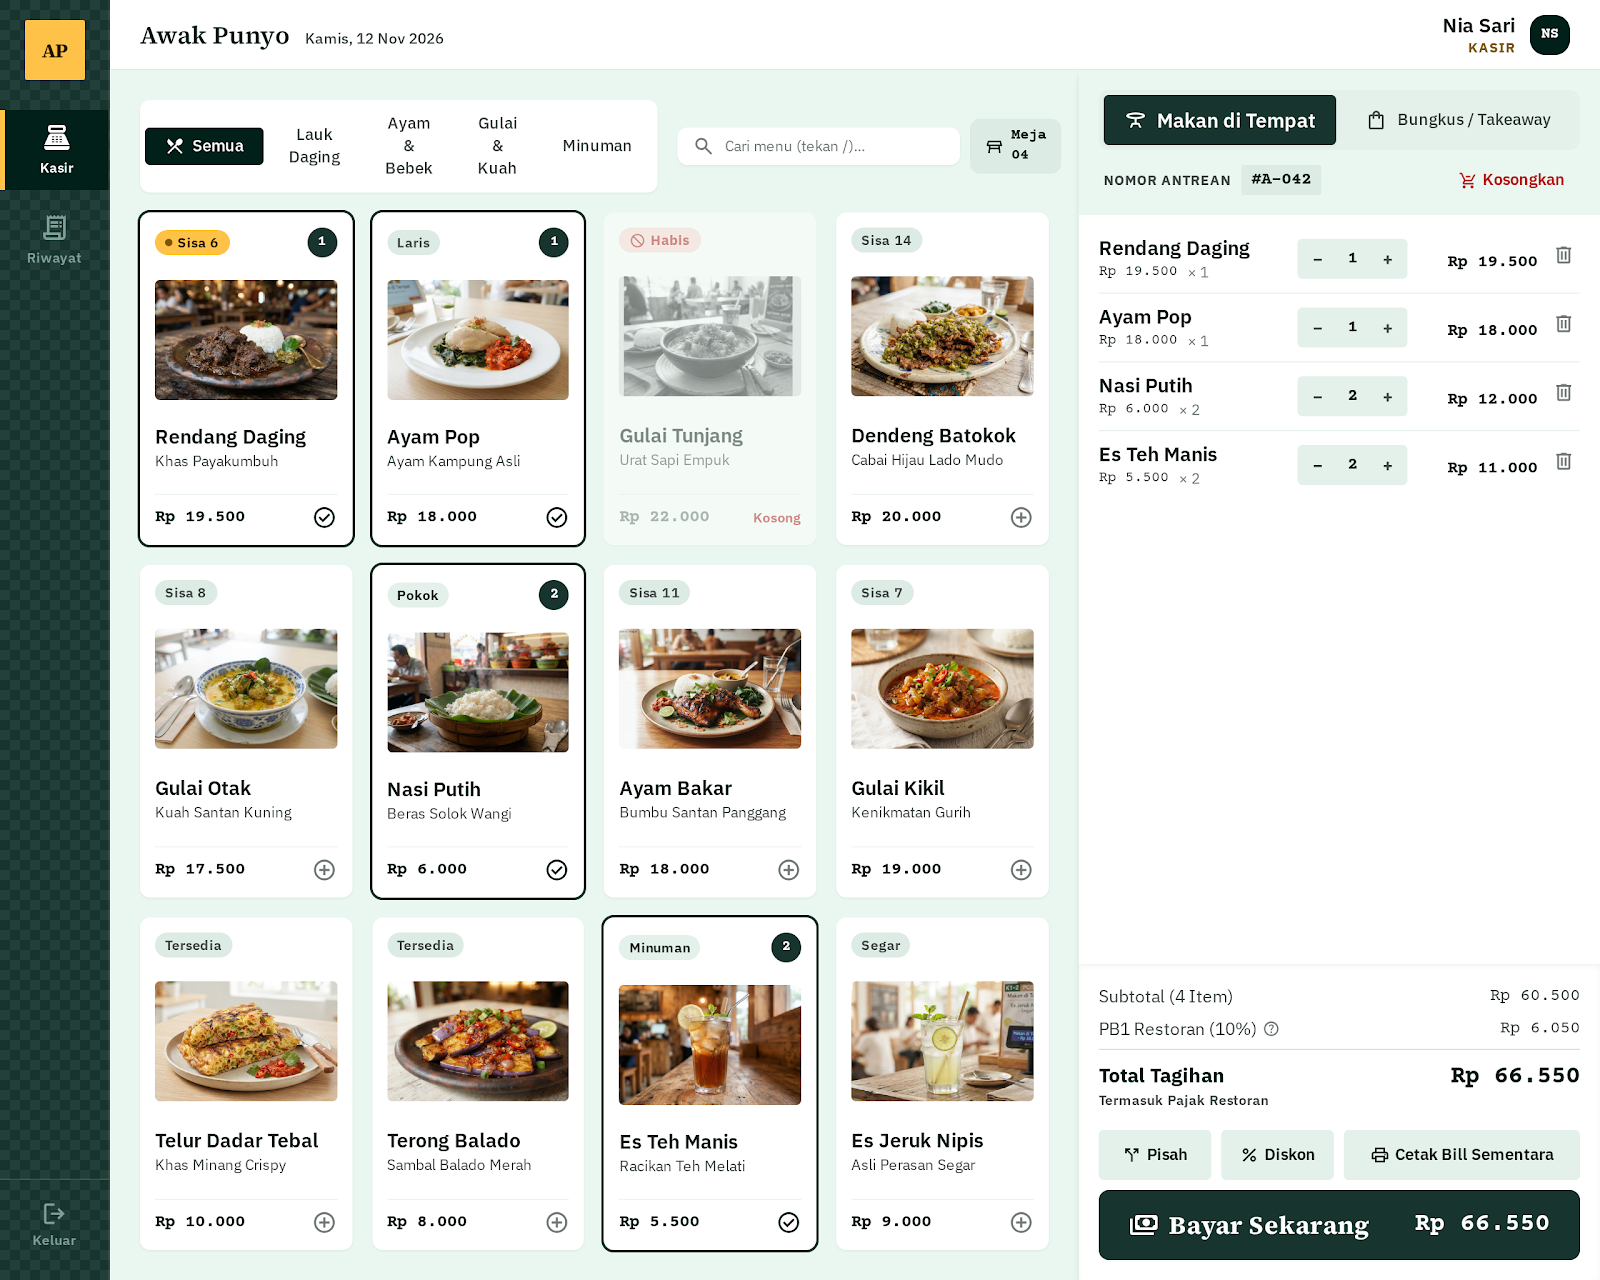 AP
Kasir
Riwayat
Keluar
Awak Punyo
Kamis, 12 Nov 2026
Nia Sari
KASIR
NS
Semua
Lauk
Daging
Ayam
&
Bebek
Gulai
&
Kuah
Minuman
Cari menu (tekan /)...
Meja
04
Sisa 6
1
Rendang Daging
Khas Payakumbuh
Rp 19.500
Laris
1
Ayam Pop
Ayam Kampung Asli
Rp 18.000
Habis
Gulai Tunjang
Urat Sapi Empuk
Rp 22.000
Kosong
Sisa 14
Dendeng Batokok
Cabai Hijau Lado Mudo
Rp 20.000
Sisa 8
Gulai Otak
Kuah Santan Kuning
Rp 17.500
Pokok
2
Nasi Putih
Beras Solok Wangi
Rp 6.000
Sisa 11
Ayam Bakar
Bumbu Santan Panggang
Rp 18.000
Sisa 7
Gulai Kikil
Kenikmatan Gurih
Rp 19.000
Tersedia
Telur Dadar Tebal
Khas Minang Crispy
Rp 10.000
Tersedia
Terong Balado
Sambal Balado Merah
Rp 8.000
Minuman
2
Es Teh Manis
Racikan Teh Melati
Rp 5.500
Segar
Es Jeruk Nipis
Asli Perasan Segar
Rp 9.000
Makan di Tempat
Bungkus / Takeaway
NOMOR ANTREAN
#A-042
Kosongkan
Rendang Daging
Rp 19.500 × 1
− 1 +
Rp 19.500
Ayam Pop
Rp 18.000 × 1
− 1 +
Rp 18.000
Nasi Putih
Rp 6.000 × 2
− 2 +
Rp 12.000
Es Teh Manis
Rp 5.500 × 2
− 2 +
Rp 11.000
Subtotal (4 Item)
Rp 60.500
PB1 Restoran (10%)
Rp 6.050
Total Tagihan
Rp 66.550
Termasuk Pajak Restoran
Pisah
Diskon
Cetak Bill Sementara
Bayar Sekarang
Rp 66.550